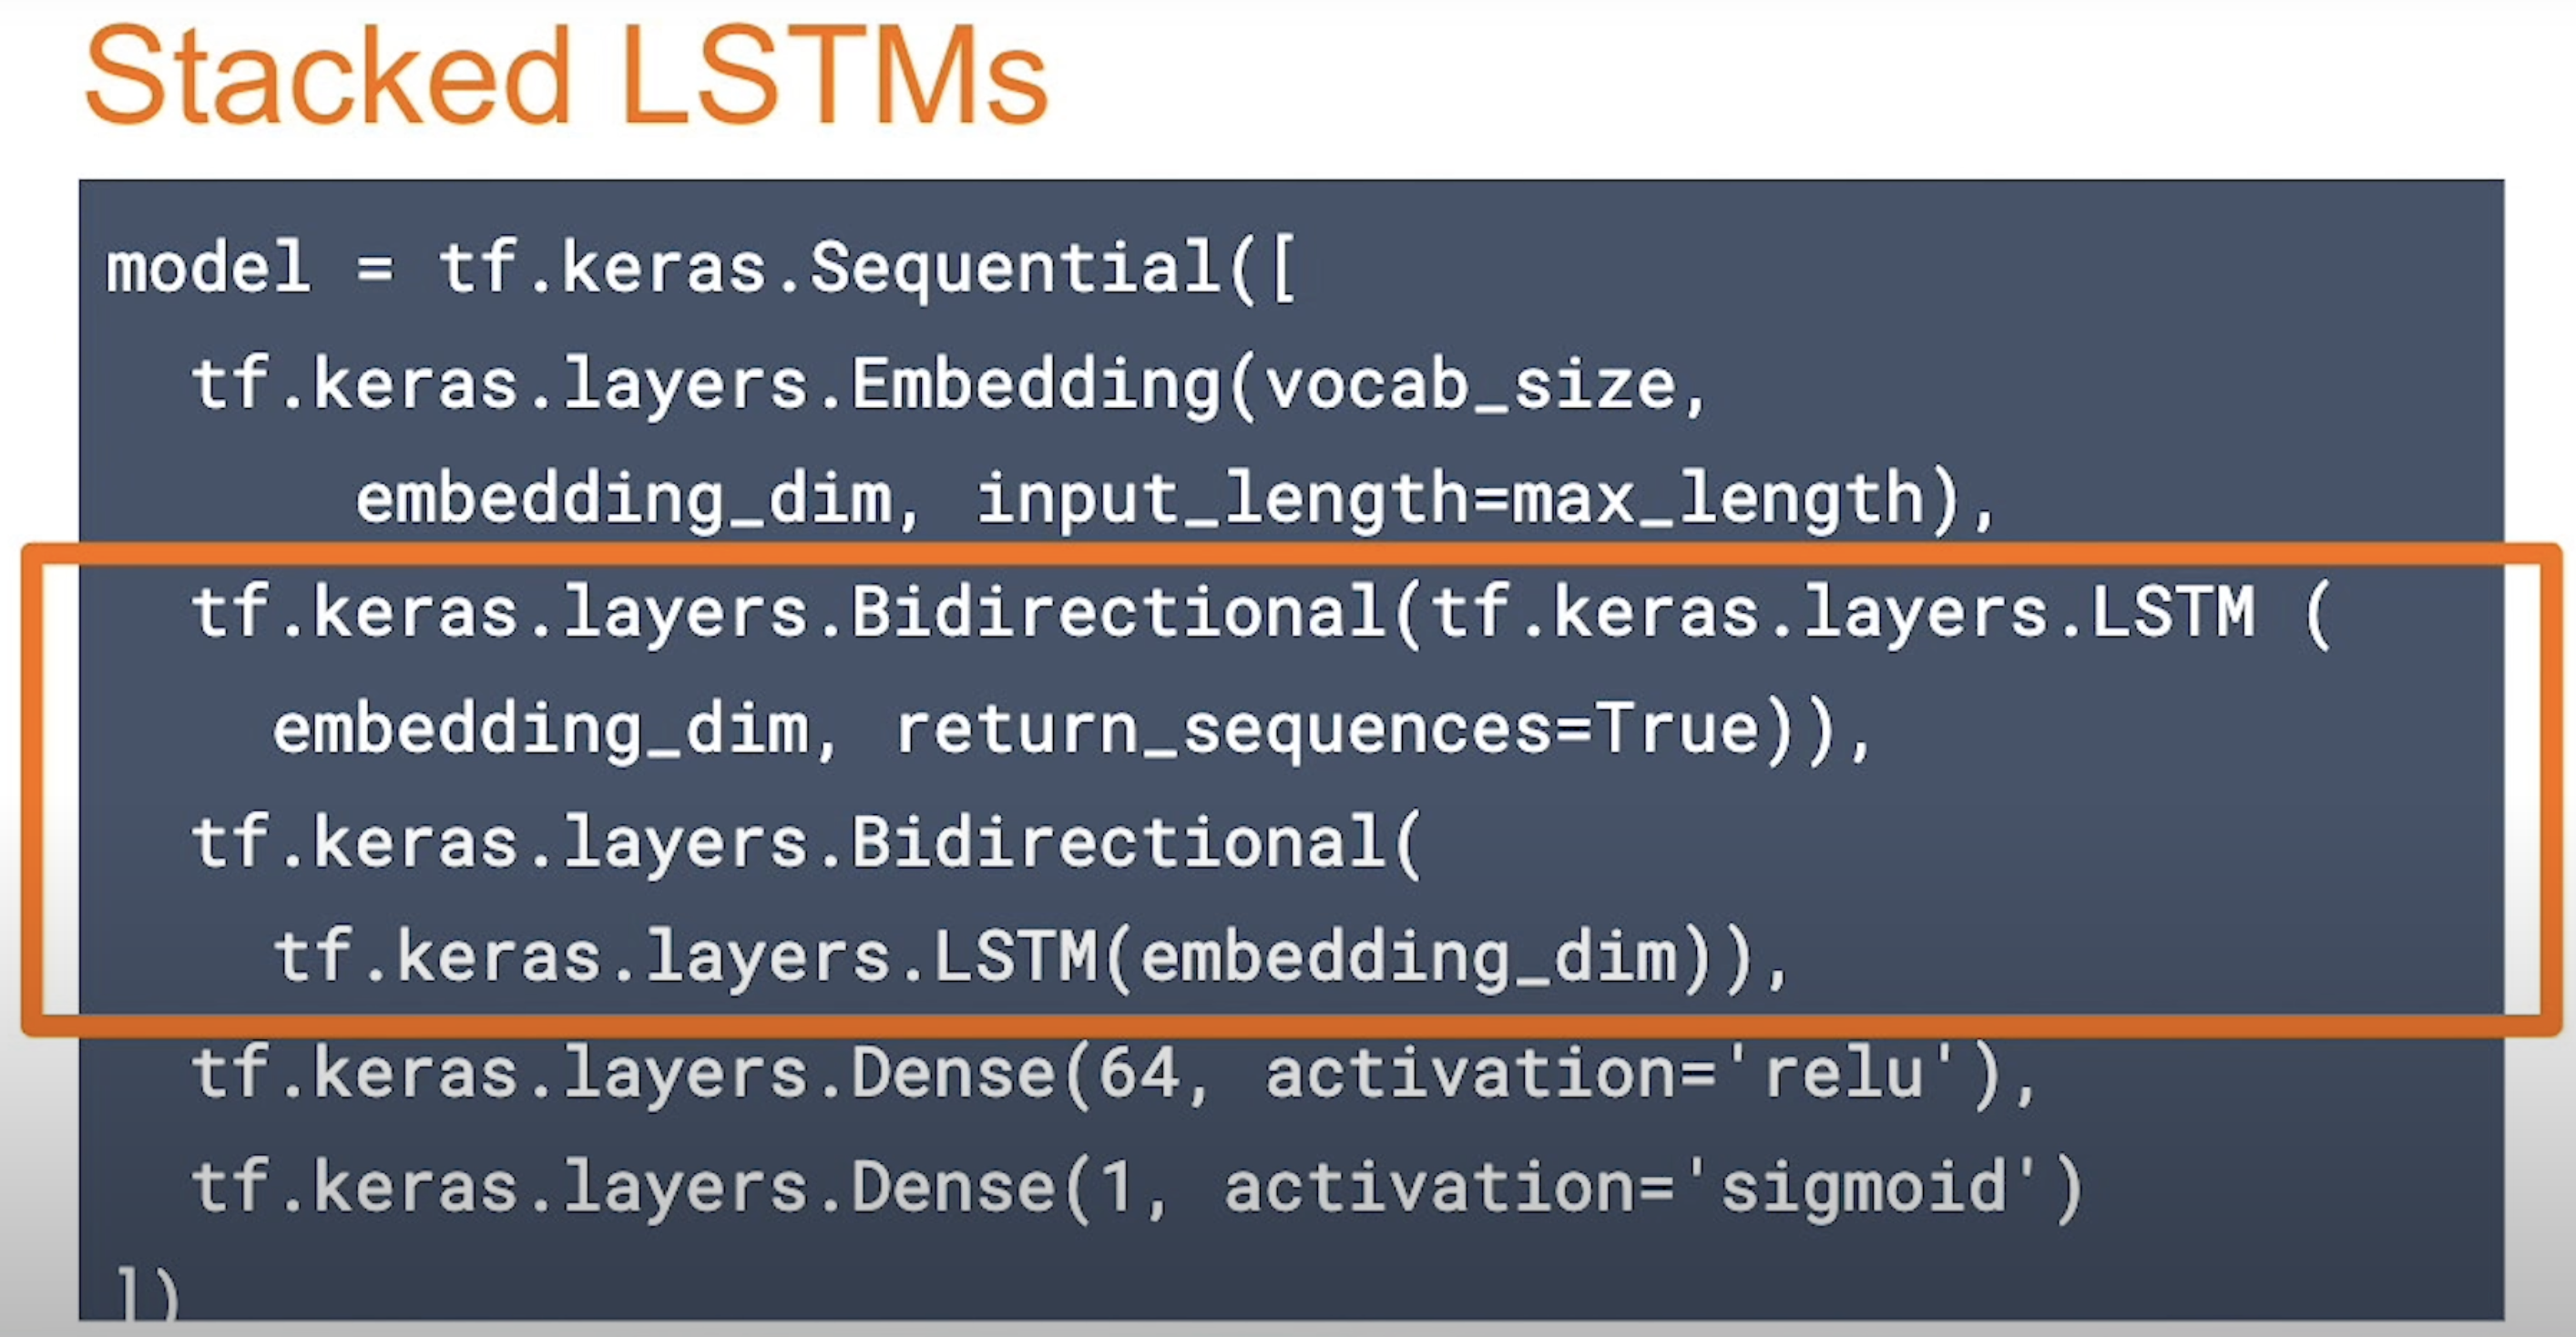 Stacked LSTMs
model = tf.keras.Sequential([
tf.keras.layers.Embedding(vocab_size,
embedding_dim, input_length=max_length),
tf.keras.layers.Bidirectional(tf.keras.layers.LSTM (
embedding_dim, return_sequences=True)),
tf.keras.layers.Bidirectional(
tf.keras.layers.LSTM(embedding_dim)),
tf.keras.layers.Dense(64, activation='relu'),
tf.keras.layers.Dense(1, activation='sigmoid')
])